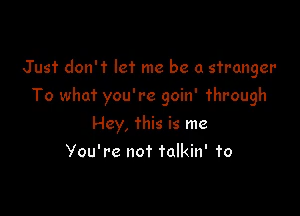 Just don't let me be a stranger
To what you're goin' through
Hey, this is me
You're not talkin' to